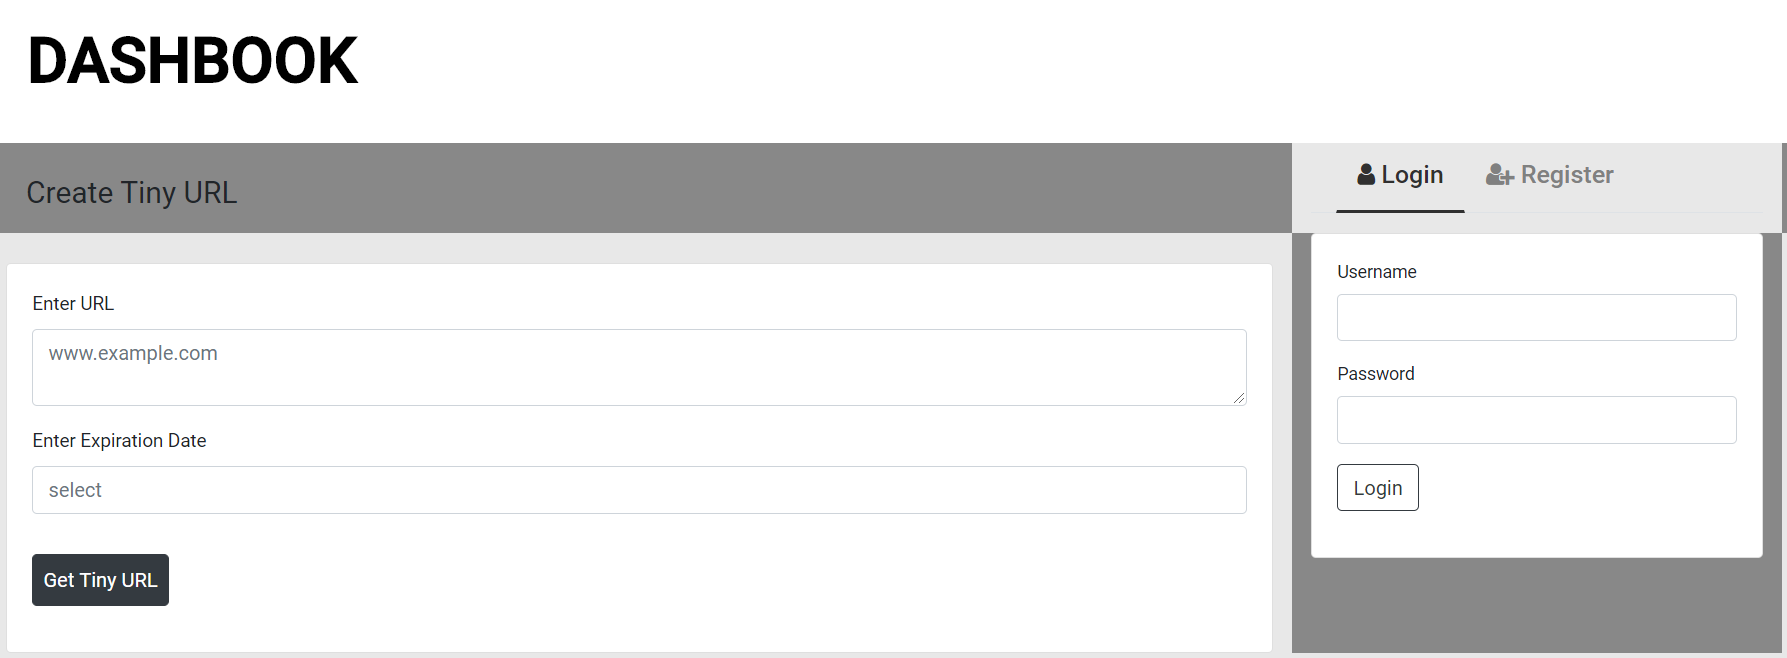 DASHBOOK
Create Tiny URL
Login Register
Enter URL
www.example.com
Enter Expiration Date
select
Get Tiny URL
Username
Password
Login